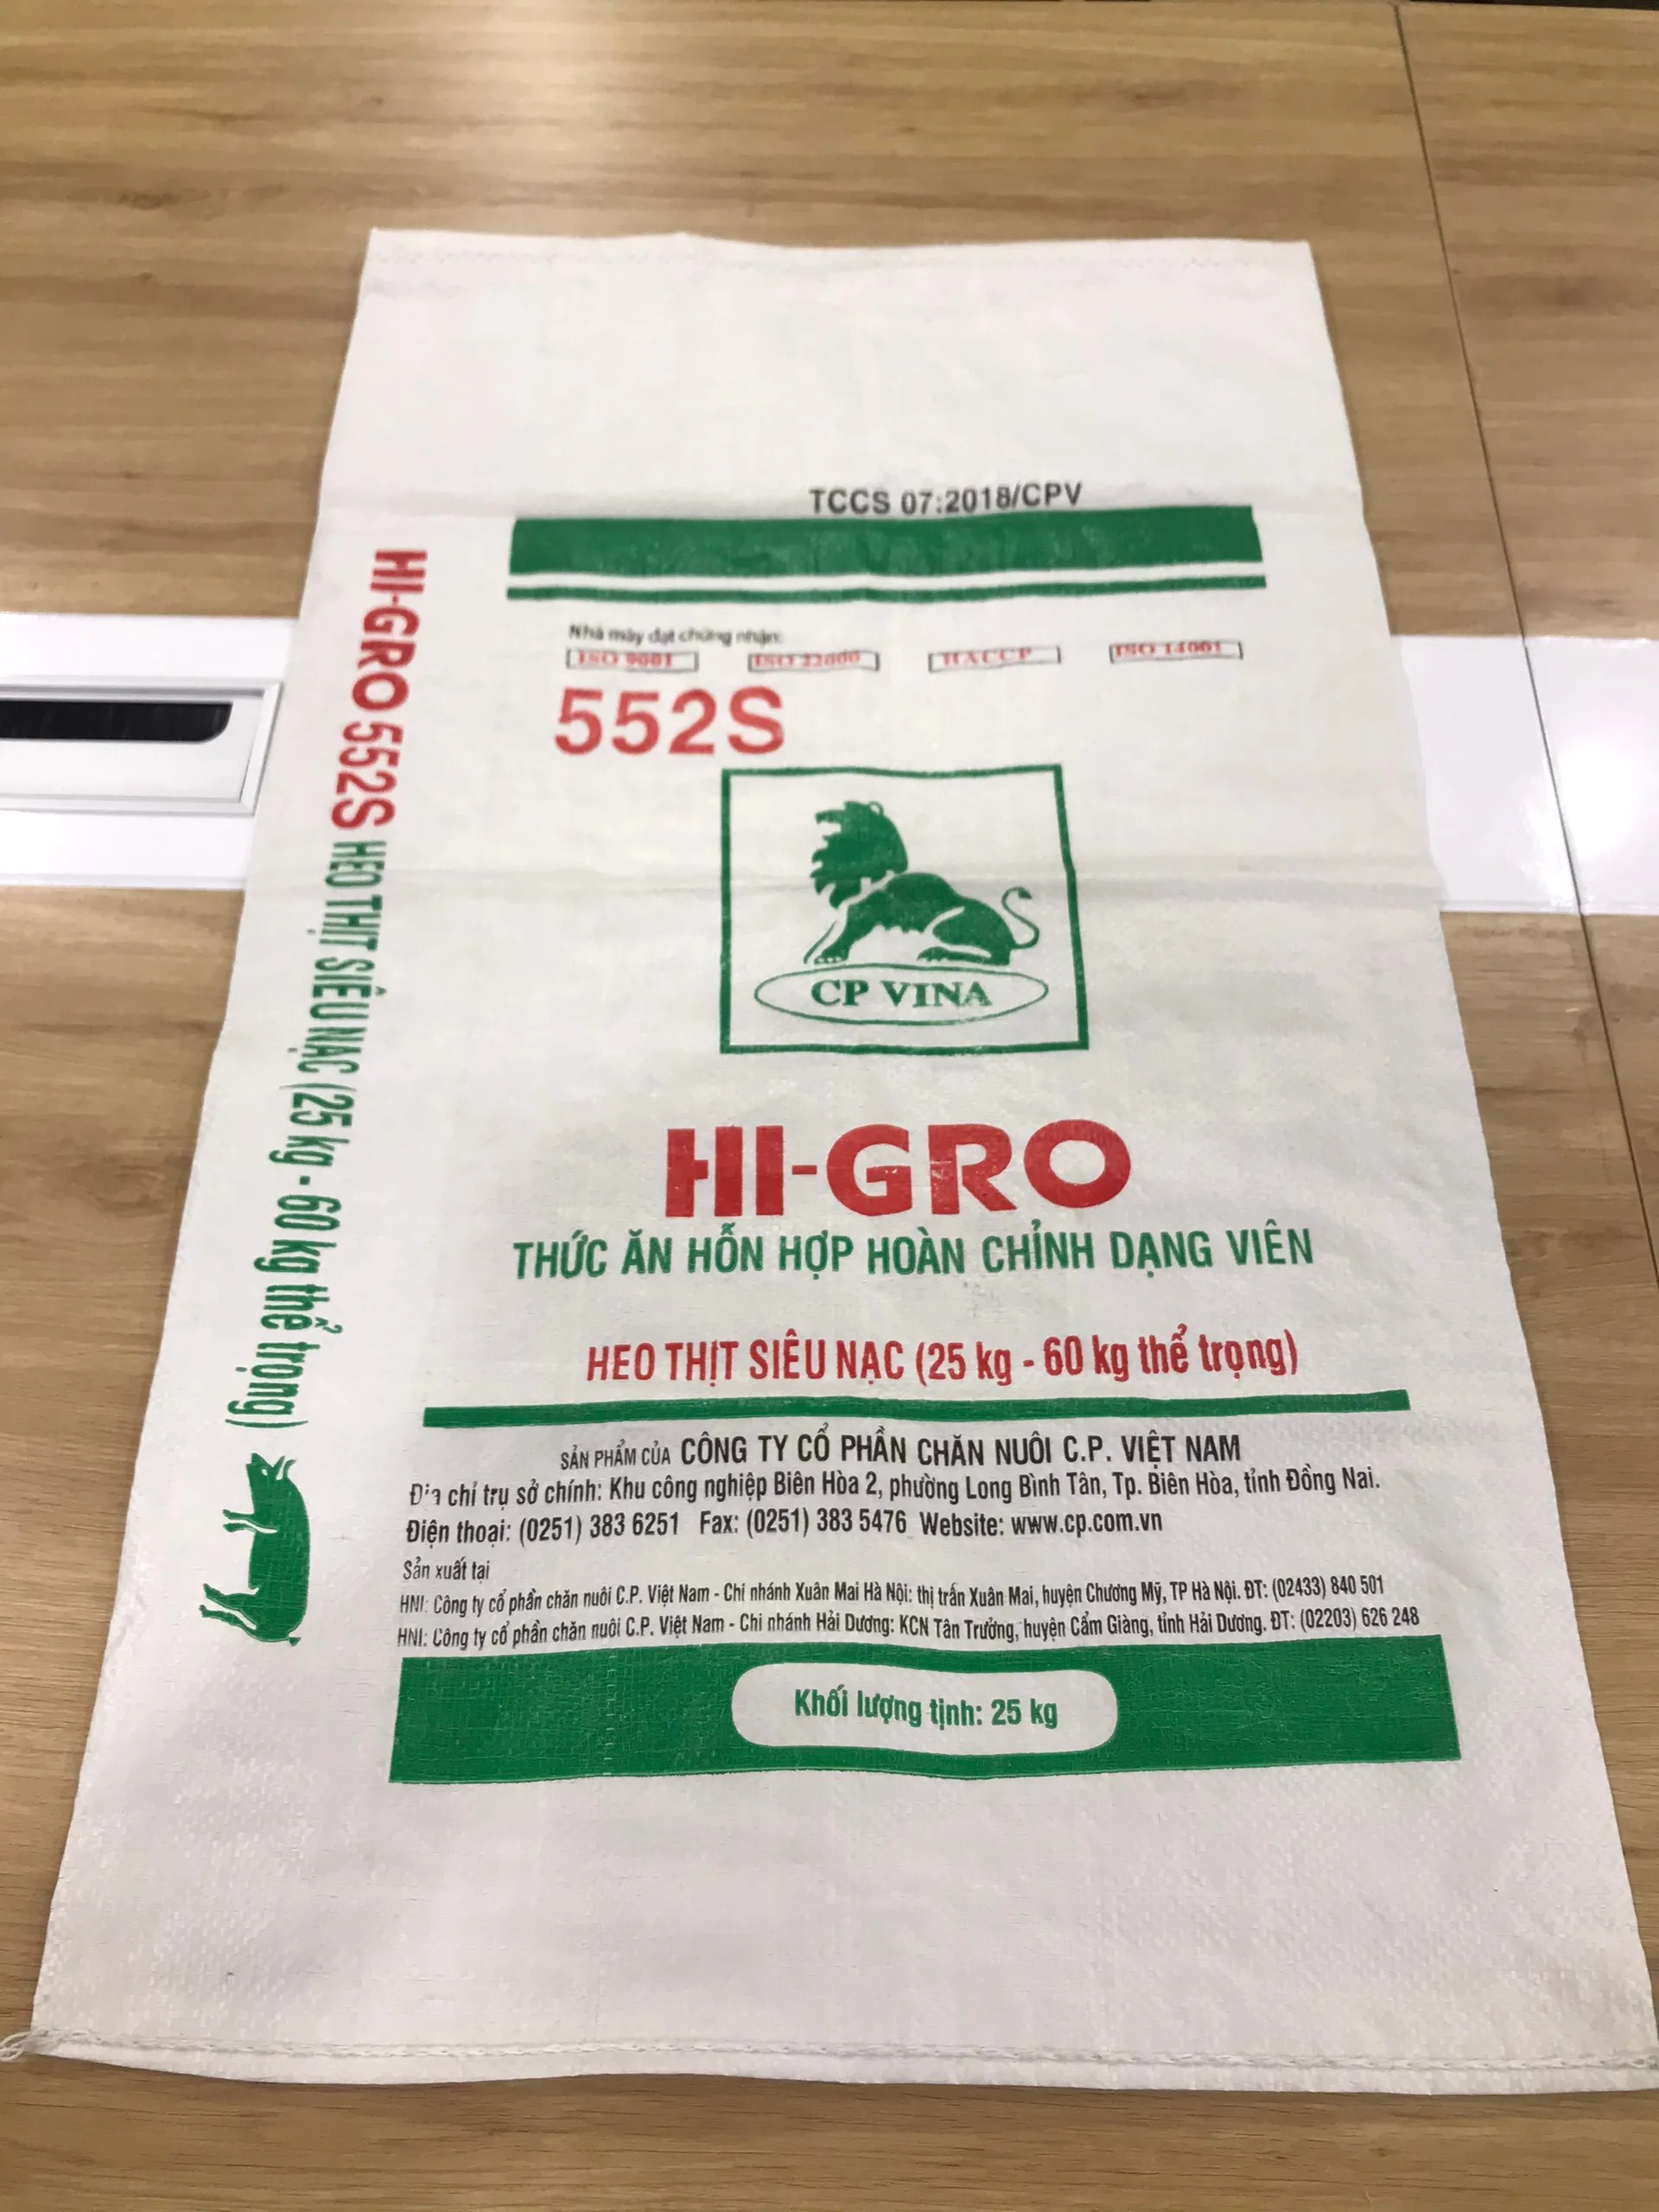 TCCS 07:2018/CPV
Nhà máy đạt chứng nhận:
ISO 9001 ISO 22000 HACCP ISO 14001
552S
CP VINA
HI-GRO
THỨC ĂN HỖN HỢP HOÀN CHỈNH DẠNG VIÊN
HEO THỊT SIÊU NẠC (25 kg - 60 kg thể trọng)
SẢN PHẨM CỦA CÔNG TY CỔ PHẦN CHĂN NUÔI C.P. VIỆT NAM
Địa chỉ trụ sở chính: Khu công nghiệp Biên Hòa 2, phường Long Bình Tân, Tp. Biên Hòa, tỉnh Đồng Nai.
Điện thoại: (0251) 383 6251 Fax: (0251) 383 5476 Website: www.cp.com.vn
Sản xuất tại
HNI: Công ty cổ phần chăn nuôi C.P. Việt Nam - Chi nhánh Xuân Mai Hà Nội: thị trấn Xuân Mai, huyện Chương Mỹ, TP Hà Nội. ĐT: (02433) 840 501
HNI: Công ty cổ phần chăn nuôi C.P. Việt Nam - Chi nhánh Hải Dương: KCN Tân Trường, huyện Cẩm Giàng, tỉnh Hải Dương. ĐT: (02203) 626 248
Khối lượng tịnh: 25 kg
HI-GRO 552S HEO THỊT SIÊU NẠC (25 kg - 60 kg thể trọng)